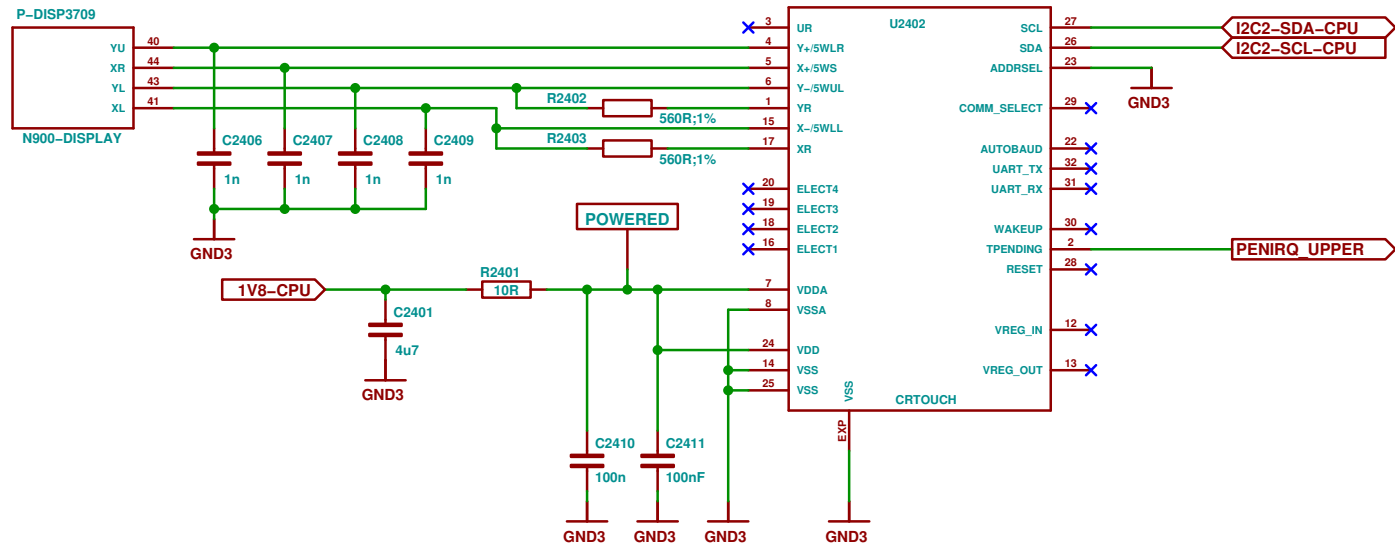 P-DISP3709
YU 40
XR 44
YL 43
XL 41
N900-DISPLAY
C2406
1n
C2407
1n
C2408
1n
C2409
1n
GND3
R2402
560R;1%
R2403
560R;1%
POWERED
1V8-CPU
R2401
10R
C2401
4u7
GND3
C2410
100n
GND3
C2411
100nF
GND3
GND3
U2402
3 UR
4 Y+/5WLR
5 X+/5WS
6 Y-/5WUL
1 YR
15 X-/5WLL
17 XR
20 ELECT4
19 ELECT3
18 ELECT2
16 ELECT1
7 VDDA
8 VSSA
24 VDD
14 VSS
25 VSS
VSS
EXP
GND3
CRTOUCH
SCL 27
SDA 26
ADDRSEL 23
COMM_SELECT 29
AUTOBAUD 22
UART_TX 32
UART_RX 31
WAKEUP 30
TPENDING 2
RESET 28
VREG_IN 12
VREG_OUT 13
I2C2-SDA-CPU
I2C2-SCL-CPU
GND3
PENIRQ_UPPER